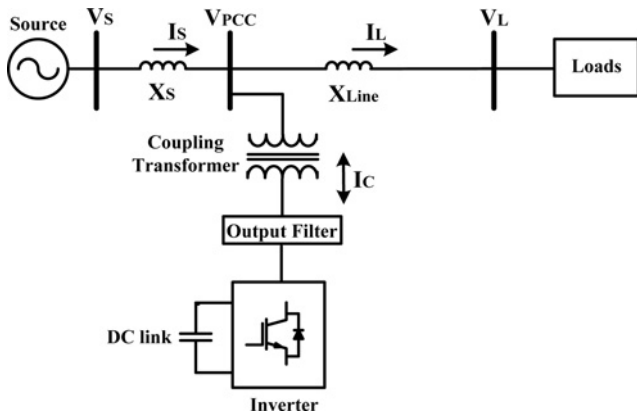 Source
VS
IS
VPCC
IL
VL
XS
XLine
Loads
Coupling
Transformer
IC
Output Filter
DC link
Inverter